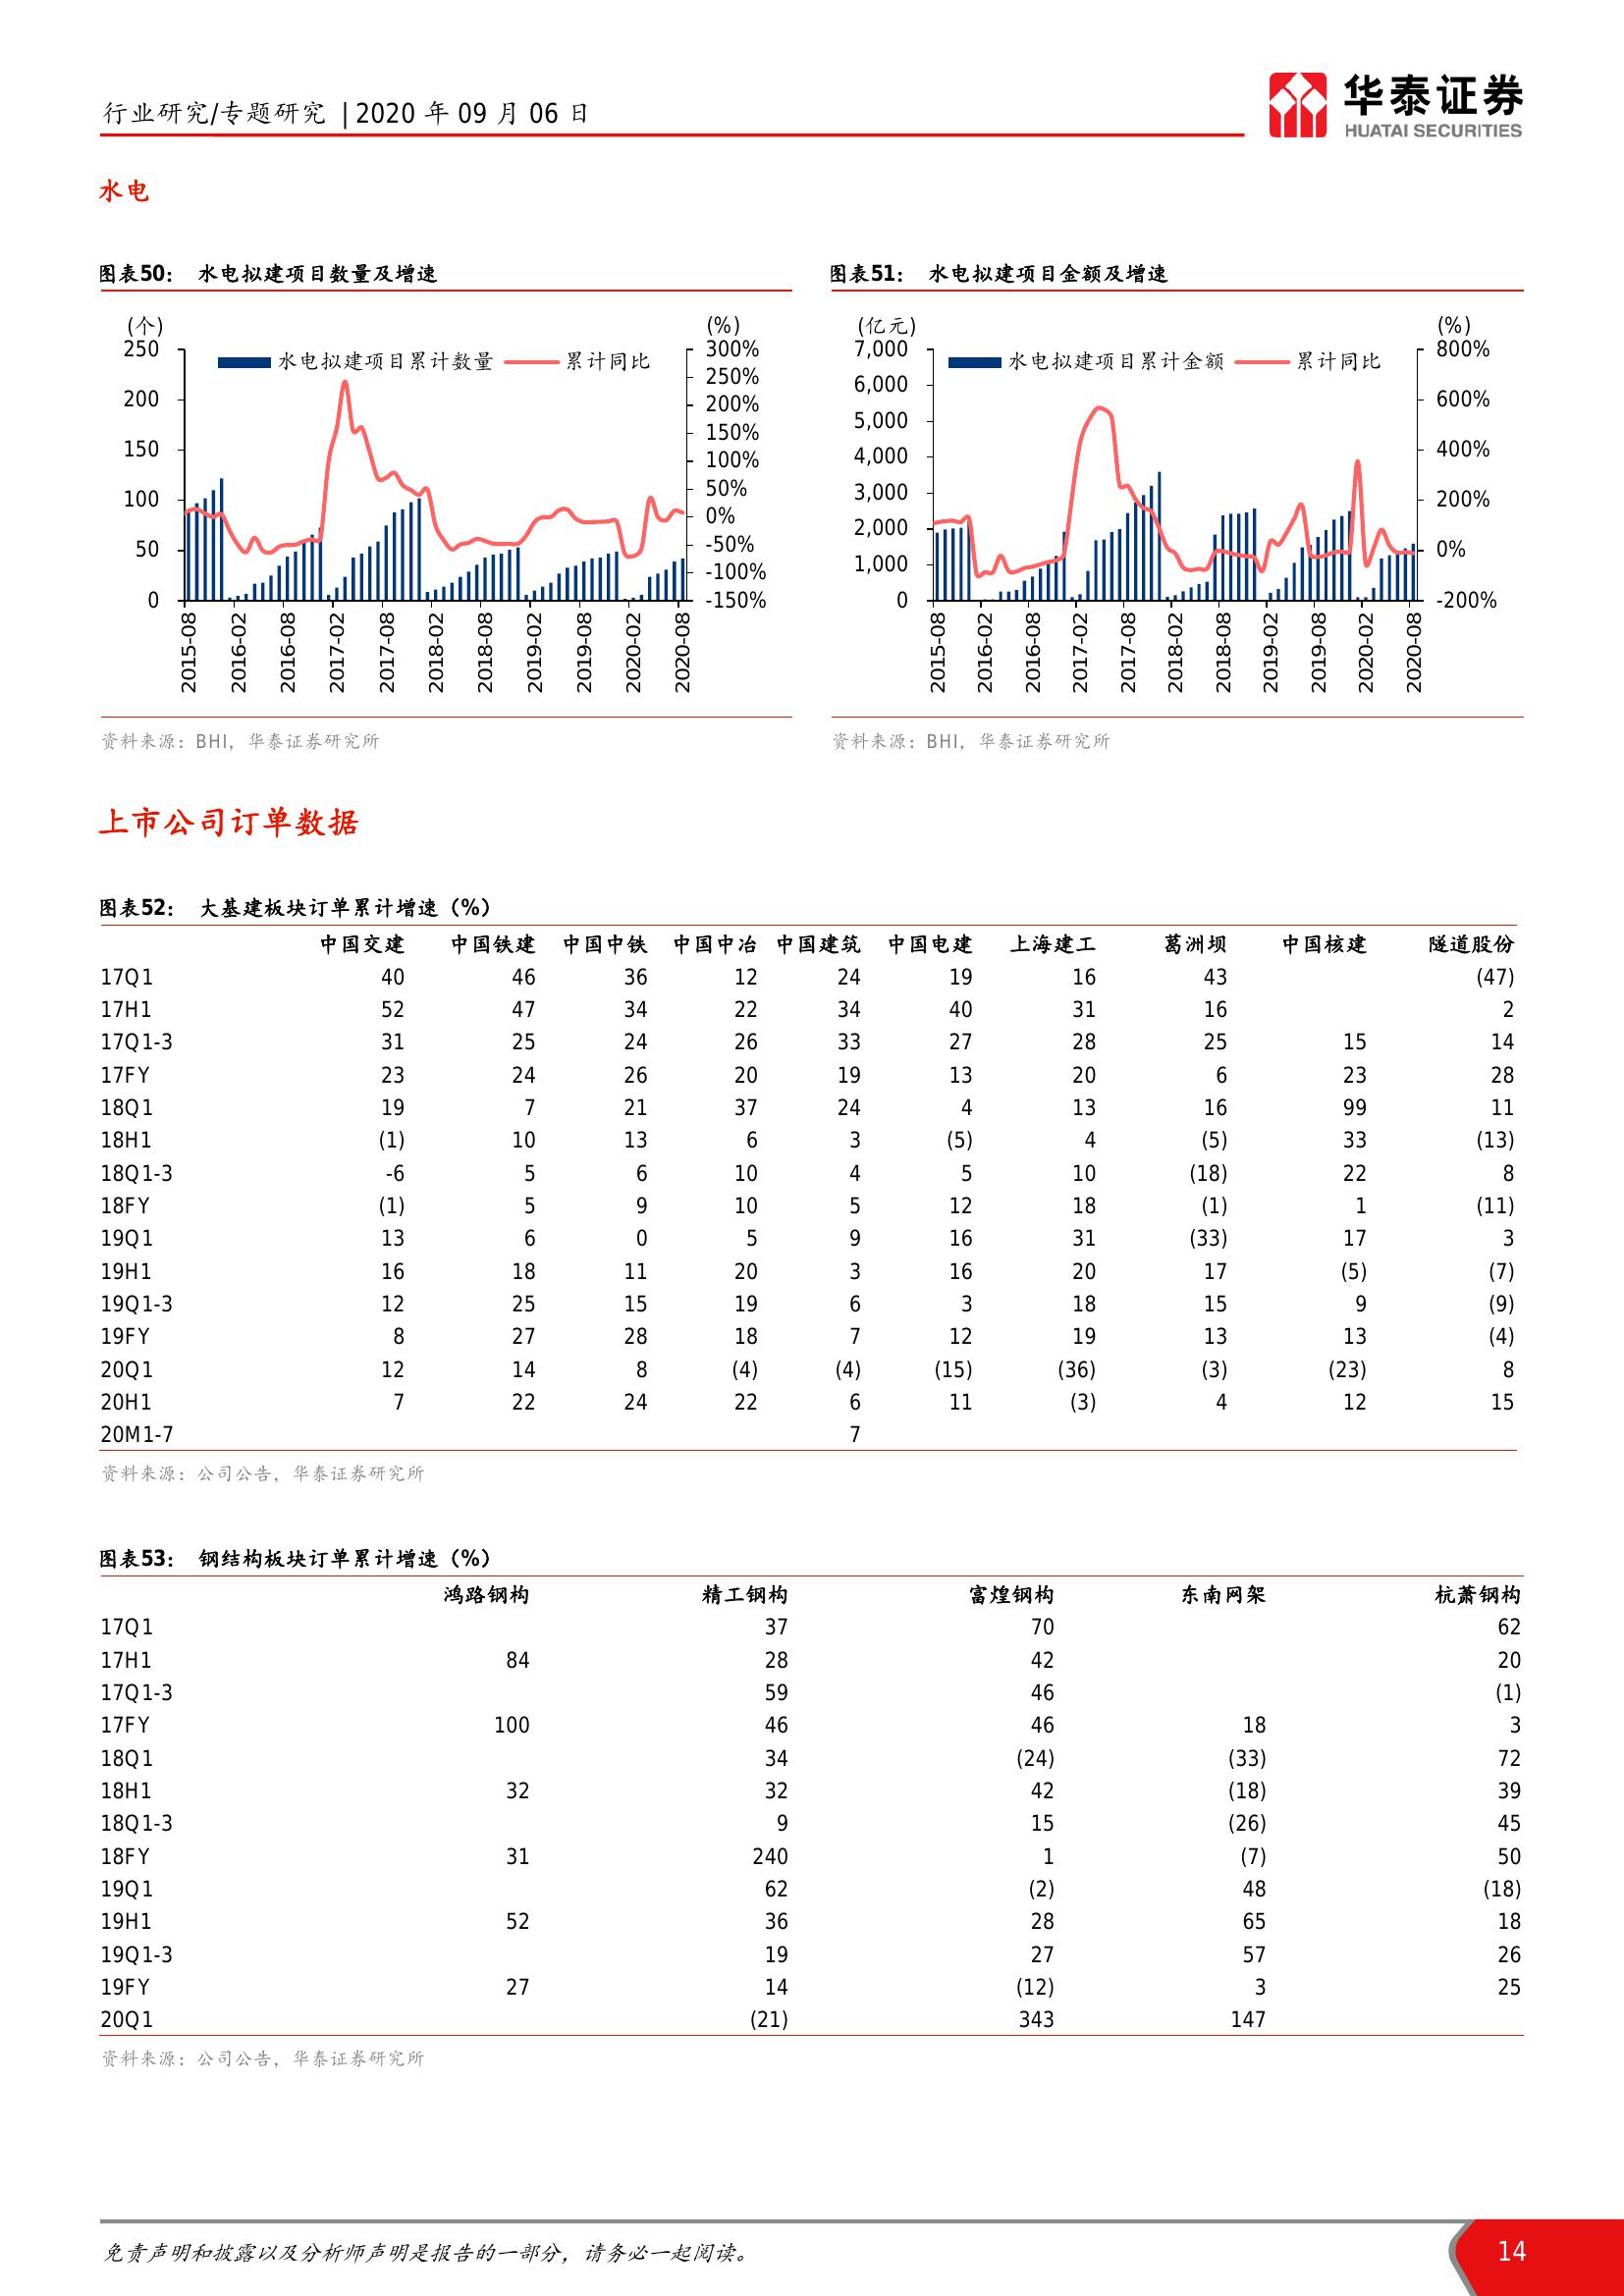 行业研究/专题研究 | 2020 年 09 月 06 日
华泰证券
HUATAI SECURITIES
水电
图表50： 水电拟建项目数量及增速
(个) (%)
水电拟建项目累计数量 累计同比
250 200 150 100 50 0
300% 250% 200% 150% 100% 50% 0% -50% -100% -150%
2015-08 2016-02 2016-08 2017-02 2017-08 2018-02 2018-08 2019-02 2019-08 2020-02 2020-08
资料来源：BHI，华泰证券研究所
图表51： 水电拟建项目金额及增速
(亿元) (%)
水电拟建项目累计金额 累计同比
7,000 6,000 5,000 4,000 3,000 2,000 1,000 0
800% 600% 400% 200% 0% -200%
2015-08 2016-02 2016-08 2017-02 2017-08 2018-02 2018-08 2019-02 2019-08 2020-02 2020-08
资料来源：BHI，华泰证券研究所
上市公司订单数据
图表52： 大基建板块订单累计增速（%）
中国交建 中国铁建 中国中铁 中国中冶 中国建筑 中国电建 上海建工 葛洲坝 中国核建 隧道股份
17Q1 40 46 36 12 24 19 16 43 (47)
17H1 52 47 34 22 34 40 31 16 2
17Q1-3 31 25 24 26 33 27 28 25 15 14
17FY 23 24 26 20 19 13 20 6 23 28
18Q1 19 7 21 37 24 4 13 16 99 11
18H1 (1) 10 13 6 3 (5) 4 (5) 33 (13)
18Q1-3 -6 5 6 10 4 5 10 (18) 22 8
18FY (1) 5 9 10 5 12 18 (1) 1 (11)
19Q1 13 6 0 5 9 16 31 (33) 17 3
19H1 16 18 11 20 3 16 20 17 (5) (7)
19Q1-3 12 25 15 19 6 3 18 15 9 (9)
19FY 8 27 28 18 7 12 19 13 13 (4)
20Q1 12 14 8 (4) (4) (15) (36) (3) (23) 8
20H1 7 22 24 22 6 11 (3) 4 12 15
20M1-7 7
资料来源：公司公告，华泰证券研究所
图表53： 钢结构板块订单累计增速（%）
鸿路钢构 精工钢构 富煌钢构 东南网架 杭萧钢构
17Q1 37 70 62
17H1 84 28 42 20
17Q1-3 59 46 (1)
17FY 100 46 46 18 3
18Q1 34 (24) (33) 72
18H1 32 32 42 (18) 39
18Q1-3 9 15 (26) 45
18FY 31 240 1 (7) 50
19Q1 62 (2) 48 (18)
19H1 52 36 28 65 18
19Q1-3 19 27 57 26
19FY 27 14 (12) 3 25
20Q1 (21) 343 147
资料来源：公司公告，华泰证券研究所
免责声明和披露以及分析师声明是报告的一部分，请务必一起阅读。
14